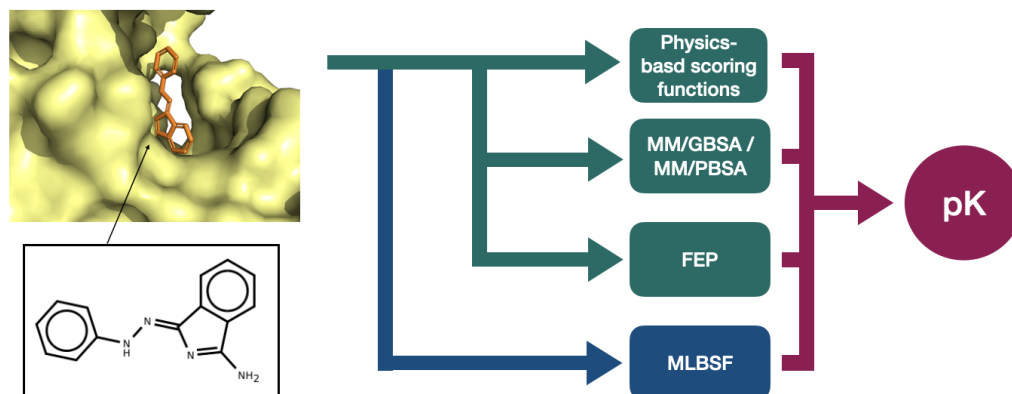 Physics-
basd scoring
functions
MM/GBSA /
MM/PBSA
FEP
MLBSF
pK
N
N
H
N
NH2